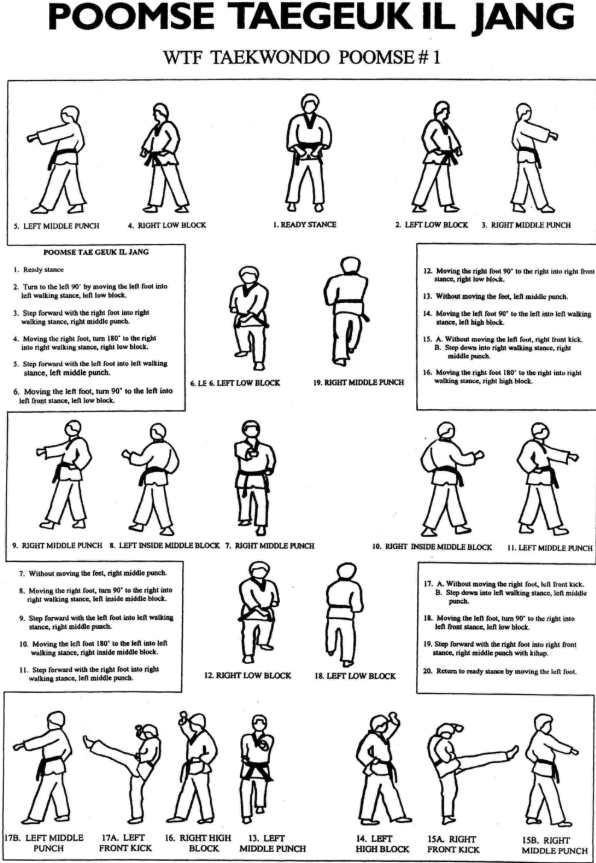 POOMSE TAEGEUK IL JANG
WTF TAEKWONDO POOMSE # 1
5. LEFT MIDDLE PUNCH
4. RIGHT LOW BLOCK
1. READY STANCE
2. LEFT LOW BLOCK
3. RIGHT MIDDLE PUNCH
POOMSE TAE GEUK IL JANG
1. Ready stance
2. Turn to the left 90° by moving the left foot into
left walking stance, left low block.
3. Step forward with the right foot into right
walking stance, right middle punch.
4. Moving the right foot, turn 180° to the right
into right walking stance, right low block.
5. Step forward with the left foot into left walking
stance, left middle punch.
6. Moving the left foot, turn 90° to the left into
left front stance, left low block.
6. LE 6. LEFT LOW BLOCK
19. RIGHT MIDDLE PUNCH
12. Moving the right foot 90° to the right into right front
stance, right low block.
13. Without moving the feet, left middle punch.
14. Moving the left foot 90° to the left into left walking
stance, left high block.
15. A. Without moving the left foot, right front kick.
B. Step down into right walking stance, right
middle punch.
16. Moving the right foot 180° to the right into right
walking stance, right high block.
9. RIGHT MIDDLE PUNCH
8. LEFT INSIDE MIDDLE BLOCK
7. RIGHT MIDDLE PUNCH
10. RIGHT INSIDE MIDDLE BLOCK
11. LEFT MIDDLE PUNCH
7. Without moving the feet, right middle punch.
8. Moving the right foot, turn 90° to the right into
right walking stance, left inside middle block.
9. Step forward with the left foot into left walking
stance, right middle punch.
10. Moving the left foot 180° to the left into left
walking stance, right inside middle block.
11. Step forward with the right foot into right
walking stance, left middle punch.
12. RIGHT LOW BLOCK
18. LEFT LOW BLOCK
17. A. Without moving the right foot, left front kick.
B. Step down into left walking stance, left middle
punch.
18. Moving the left foot, turn 90° to the right into
left front stance, left low block.
19. Step forward with the right foot into right front
stance, right middle punch with kihap.
20. Return to ready stance by moving the left foot.
17B. LEFT MIDDLE
PUNCH
17A. LEFT
FRONT KICK
16. RIGHT HIGH
BLOCK
13. LEFT
MIDDLE PUNCH
14. LEFT
HIGH BLOCK
15A. RIGHT
FRONT KICK
15B. RIGHT
MIDDLE PUNCH